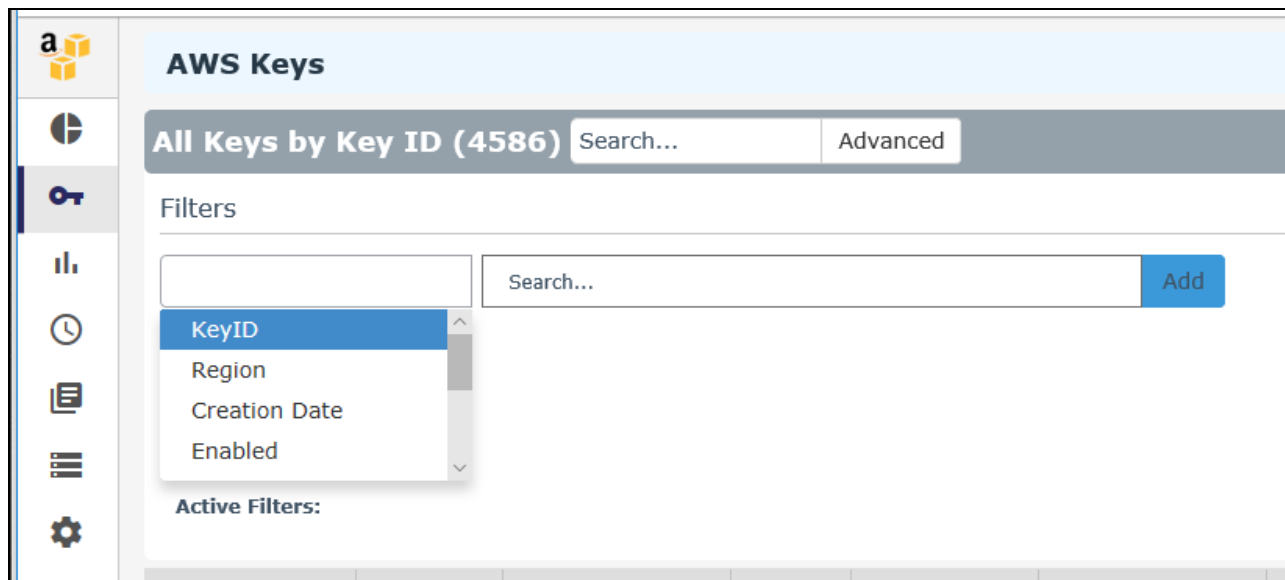 a
AWS Keys
All Keys by Key ID (4586) Search... Advanced
Filters
Search... Add
KeyID
Region
Creation Date
Enabled
Active Filters: